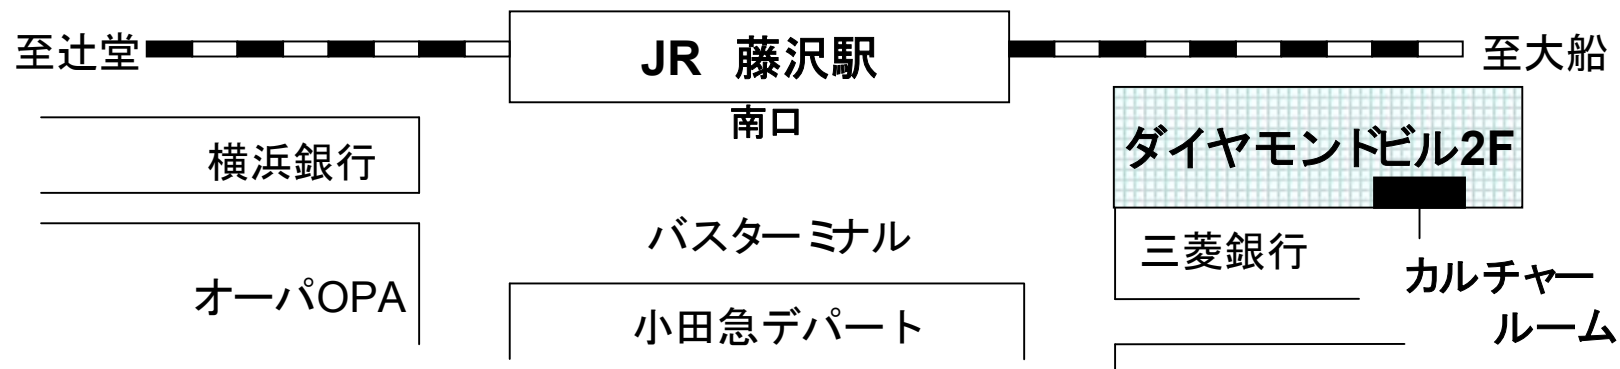 至辻堂
JR 藤沢駅
至大船
南口
横浜銀行
ダイヤモンドビル2F
バスターミナル
三菱銀行
カルチャー
ルーム
オーパOPA
小田急デパート